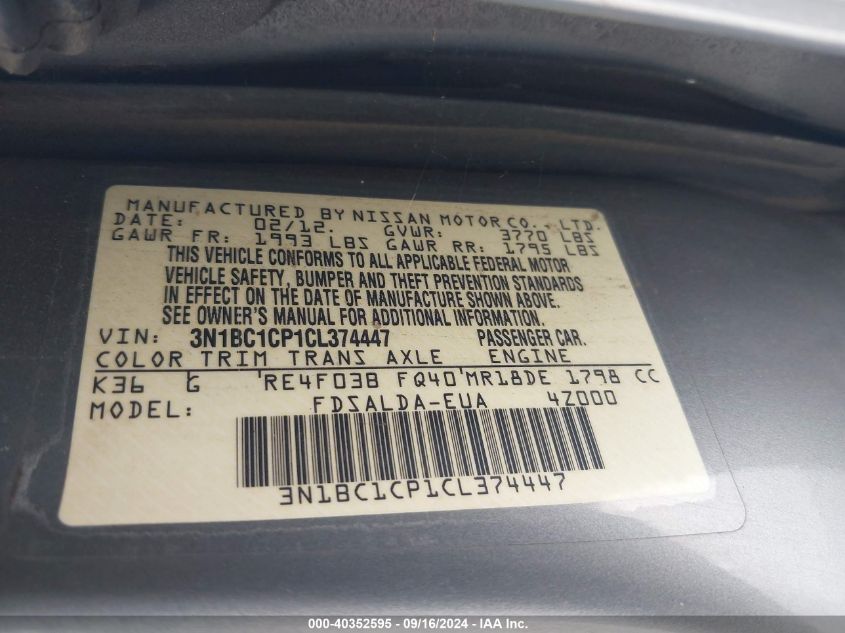 MANUFACTURED BY NISSAN MOTOR CO., LTD.
DATE: 02/12. GVWR: 3770 LBS
GAWR FR: 1993 LBS GAWR RR: 1795 LBS
THIS VEHICLE CONFORMS TO ALL APPLICABLE FEDERAL MOTOR
VEHICLE SAFETY, BUMPER AND THEFT PREVENTION STANDARDS
IN EFFECT ON THE DATE OF MANUFACTURE SHOWN ABOVE.
SEE OWNER'S MANUAL FOR ADDITIONAL INFORMATION.
VIN: 3N1BC1CP1CL374447 PASSENGER CAR.
COLOR TRIM TRANS AXLE ENGINE
K36 G RE4F03B FQ40 MR18DE 1798 CC
MODEL: FDSALDA-EUA 4Z000
3N1BC1CP1CL374447
000-40352595 - 09/16/2024 - IAA Inc.